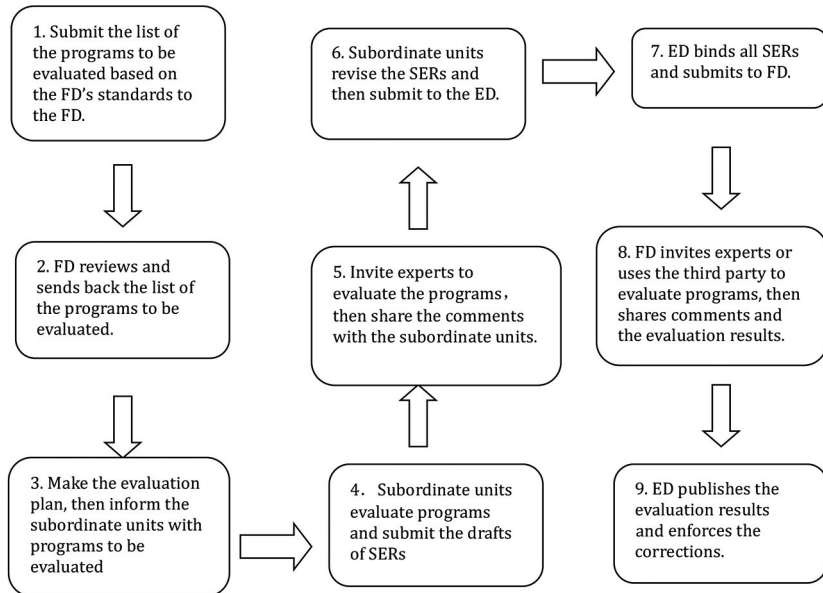 1. Submit the list of
the programs to be
evaluated based on
the FD’s standards to
the FD.
2. FD reviews and
sends back the list of
the programs to be
evaluated.
3. Make the evaluation
plan, then inform the
subordinate units with
programs to be
evaluated
4． Subordinate units
evaluate programs
and submit the drafts
of SERs
5. Invite experts to
evaluate the programs，
then share the comments
with the subordinate units.
6. Subordinate units
revise the SERs and
then submit to the ED.
7. ED binds all SERs
and submits to FD.
8. FD invites experts or
uses the third party to
evaluate programs, then
shares comments and
the evaluation results.
9. ED publishes the
evaluation results
and enforces the
corrections.